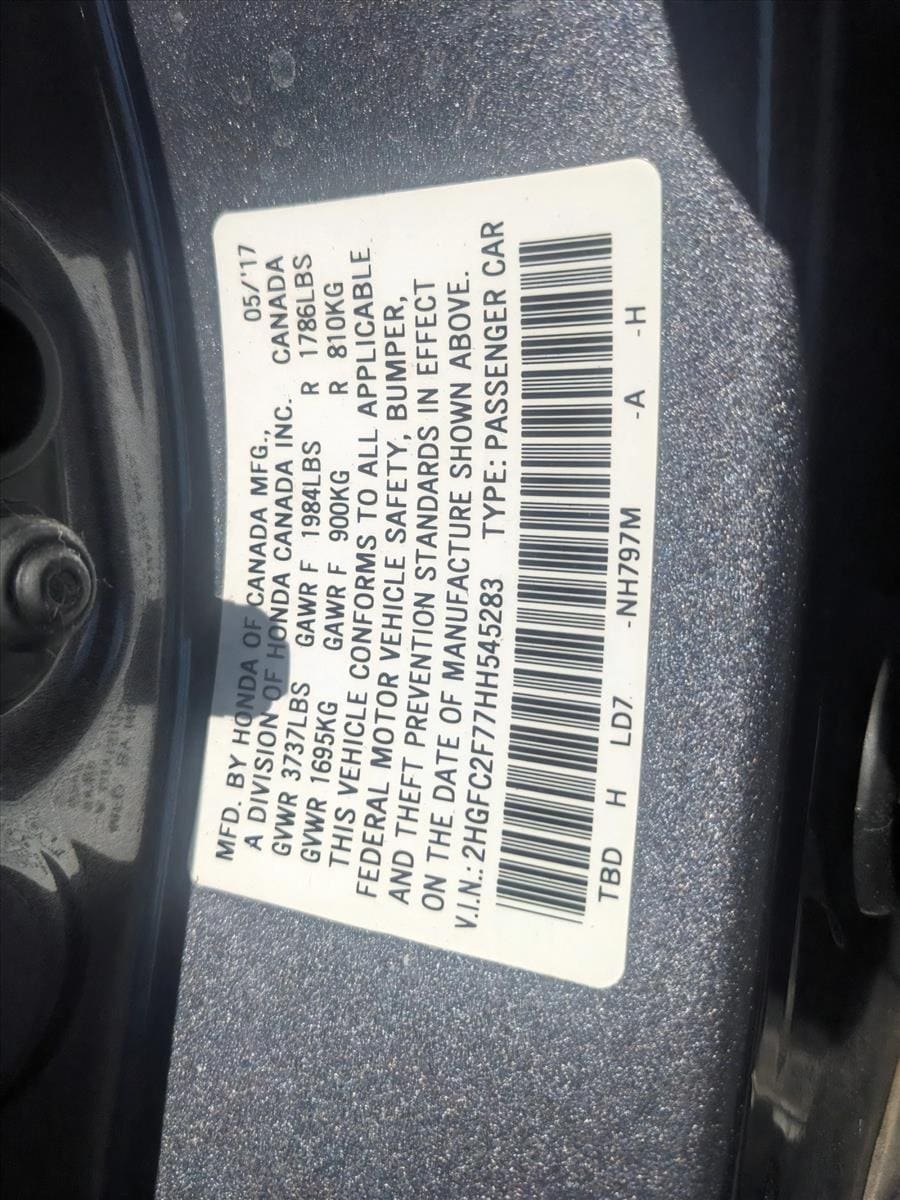 MFD. BY HONDA OF CANADA MFG., 05/'17
A DIVISION OF HONDA CANADA INC. CANADA
GVWR 3737LBS GAWR F 1984LBS R 1786LBS
GVWR 1695KG GAWR F 900KG R 810KG
THIS VEHICLE CONFORMS TO ALL APPLICABLE
FEDERAL MOTOR VEHICLE SAFETY, BUMPER,
AND THEFT PREVENTION STANDARDS IN EFFECT
ON THE DATE OF MANUFACTURE SHOWN ABOVE.
V.I.N.: 2HGFC2F77HH545283 TYPE: PASSENGER CAR
TBD H LD7 -NH797M -A -H